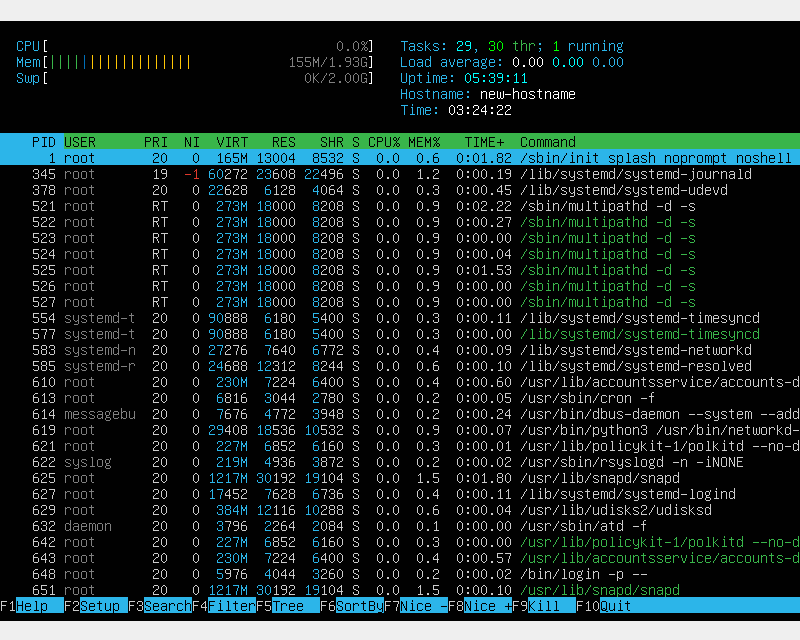 CPU[ 0.0%] Tasks: 29, 30 thr; 1 running
Mem[||||||||||||||||||| 155M/1.93G] Load average: 0.00 0.00 0.00
Swp[ 0K/2.00G] Uptime: 05:39:11
Hostname: new-hostname
Time: 03:24:22
PID USER PRI NI VIRT RES SHR S CPU% MEM% TIME+ Command
1 root 20 0 165M 13004 8532 S 0.0 0.6 0:01.82 /sbin/init splash noprompt noshell
345 root 19 -1 60272 23608 22496 S 0.0 1.2 0:00.19 /lib/systemd/systemd-journald
378 root 20 0 22628 6128 4064 S 0.0 0.3 0:00.45 /lib/systemd/systemd-udevd
521 root RT 0 273M 18000 8208 S 0.0 0.9 0:02.22 /sbin/multipathd -d -s
522 root RT 0 273M 18000 8208 S 0.0 0.9 0:00.27 /sbin/multipathd -d -s
523 root RT 0 273M 18000 8208 S 0.0 0.9 0:00.00 /sbin/multipathd -d -s
524 root RT 0 273M 18000 8208 S 0.0 0.9 0:00.04 /sbin/multipathd -d -s
525 root RT 0 273M 18000 8208 S 0.0 0.9 0:01.53 /sbin/multipathd -d -s
526 root RT 0 273M 18000 8208 S 0.0 0.9 0:00.00 /sbin/multipathd -d -s
527 root RT 0 273M 18000 8208 S 0.0 0.9 0:00.00 /sbin/multipathd -d -s
554 systemd-t 20 0 90888 6180 5400 S 0.0 0.3 0:00.11 /lib/systemd/systemd-timesyncd
577 systemd-t 20 0 90888 6180 5400 S 0.0 0.3 0:00.00 /lib/systemd/systemd-timesyncd
583 systemd-n 20 0 27276 7640 6772 S 0.0 0.4 0:00.09 /lib/systemd/systemd-networkd
585 systemd-r 20 0 24688 12312 8244 S 0.0 0.6 0:00.10 /lib/systemd/systemd-resolved
610 root 20 0 230M 7224 6400 S 0.0 0.4 0:00.60 /usr/lib/accountsservice/accounts-d
613 root 20 0 6816 3044 2780 S 0.0 0.2 0:00.05 /usr/sbin/cron -f
614 messagebu 20 0 7676 4772 3948 S 0.0 0.2 0:00.24 /usr/bin/dbus-daemon --system --add
619 root 20 0 29408 18536 10532 S 0.0 0.9 0:00.07 /usr/bin/python3 /usr/bin/networkd-
621 root 20 0 227M 6852 6160 S 0.0 0.3 0:00.01 /usr/lib/policykit-1/polkitd --no-d
622 syslog 20 0 219M 4936 3872 S 0.0 0.2 0:00.02 /usr/sbin/rsyslogd -n -iNONE
625 root 20 0 1217M 30192 19104 S 0.0 1.5 0:01.80 /usr/lib/snapd/snapd
627 root 20 0 17452 7628 6736 S 0.0 0.4 0:00.11 /lib/systemd/systemd-logind
629 root 20 0 384M 12116 10288 S 0.0 0.6 0:00.04 /usr/lib/udisks2/udisksd
632 daemon 20 0 3796 2264 2084 S 0.0 0.1 0:00.00 /usr/sbin/atd -f
642 root 20 0 227M 6852 6160 S 0.0 0.3 0:00.00 /usr/lib/policykit-1/polkitd --no-d
643 root 20 0 230M 7224 6400 S 0.0 0.4 0:00.57 /usr/lib/accountsservice/accounts-d
648 root 20 0 5976 4044 3260 S 0.0 0.2 0:00.02 /bin/login -p --
651 root 20 0 1217M 30192 19104 S 0.0 1.5 0:00.10 /usr/lib/snapd/snapd
F1Help F2Setup F3SearchF4FilterF5Tree F6SortByF7Nice -F8Nice +F9Kill F10Quit